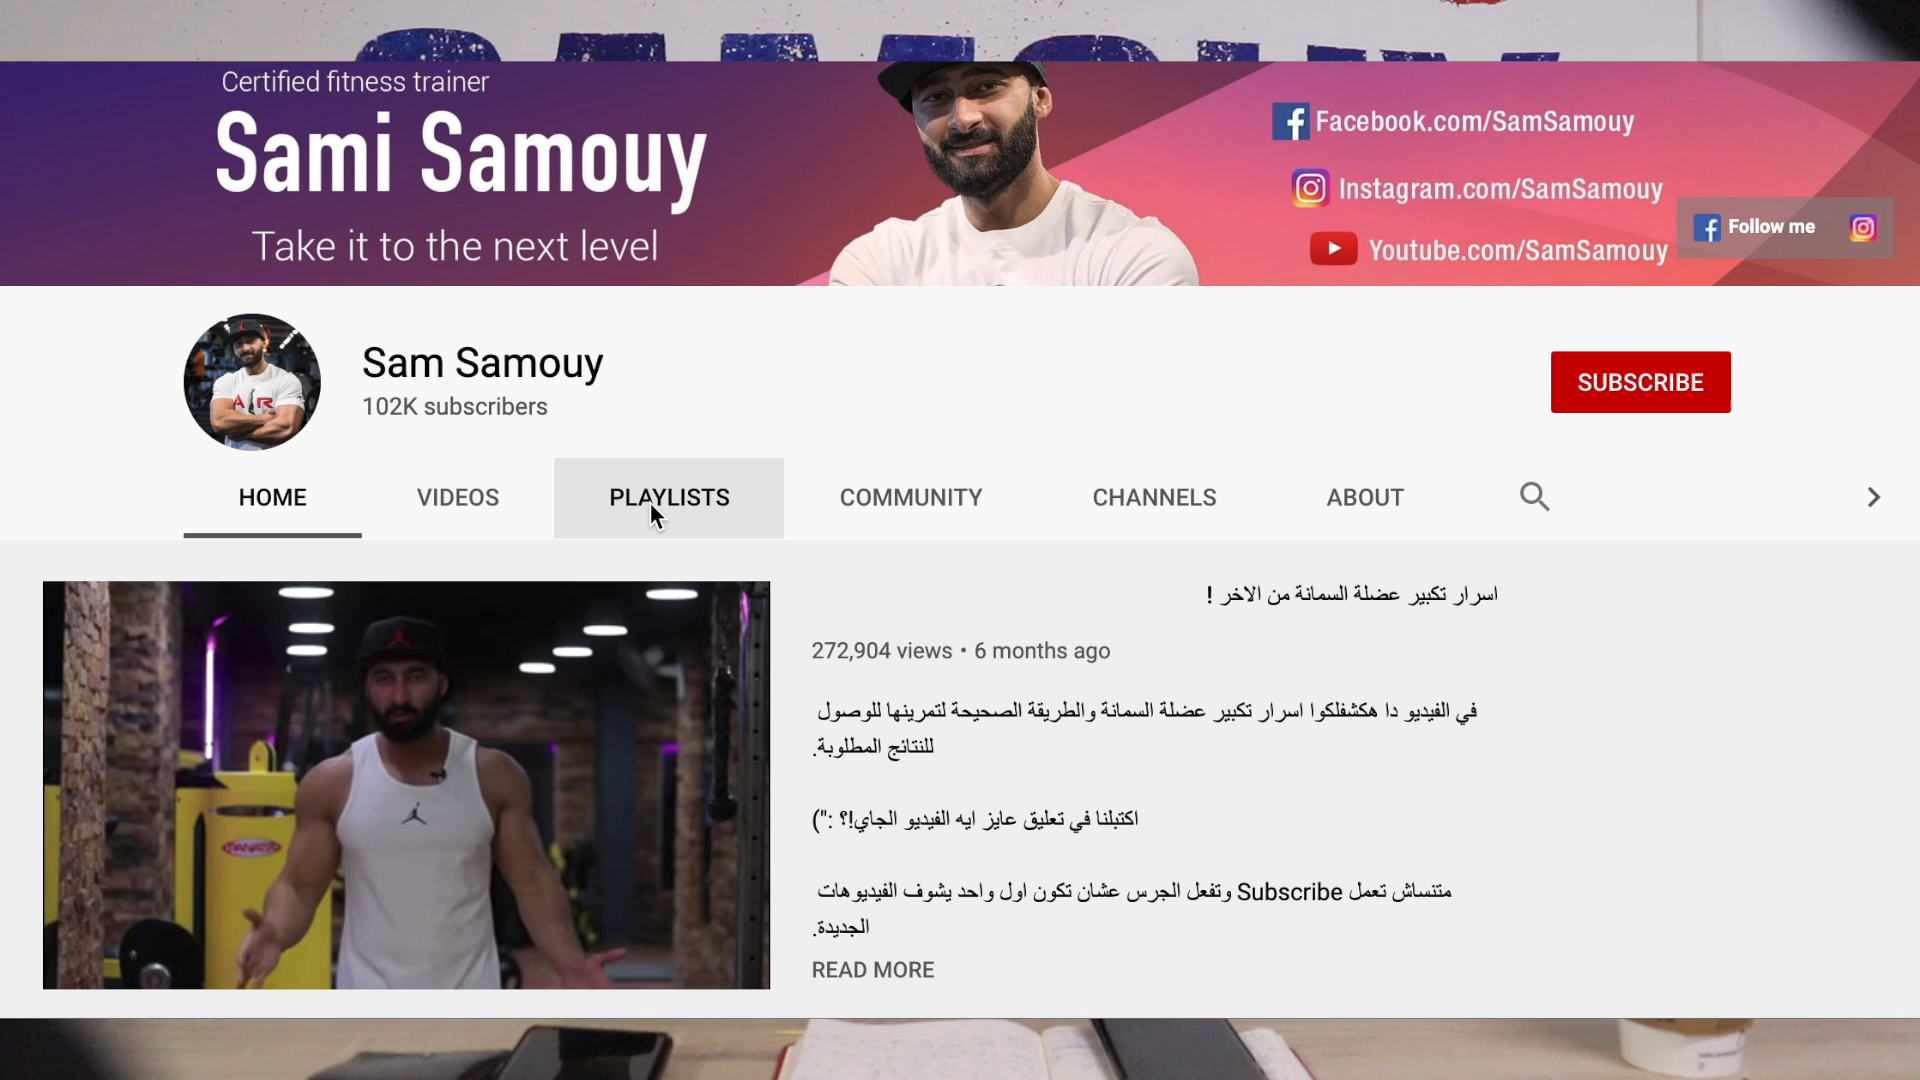 Certified fitness trainer
Sami Samouy
Take it to the next level
Facebook.com/SamSamouy
Instagram.com/SamSamouy
Youtube.com/SamSamouy
Follow me
Sam Samouy
102K subscribers
SUBSCRIBE
HOME VIDEOS PLAYLISTS COMMUNITY CHANNELS ABOUT
اسرار تكبير عضلة السمانة من الاخر !
272,904 views • 6 months ago
في الفيديو دا هكشفلكوا اسرار تكبير عضلة السمانة والطريقة الصحيحة لتمرينها للوصول
للنتائج المطلوبة.
اكتبلنا في تعليق عايز ايه الفيديو الجاي!؟ :")
متنساش تعمل Subscribe وتفعل الجرس عشان تكون اول واحد يشوف الفيديوهات
الجديدة.
READ MORE